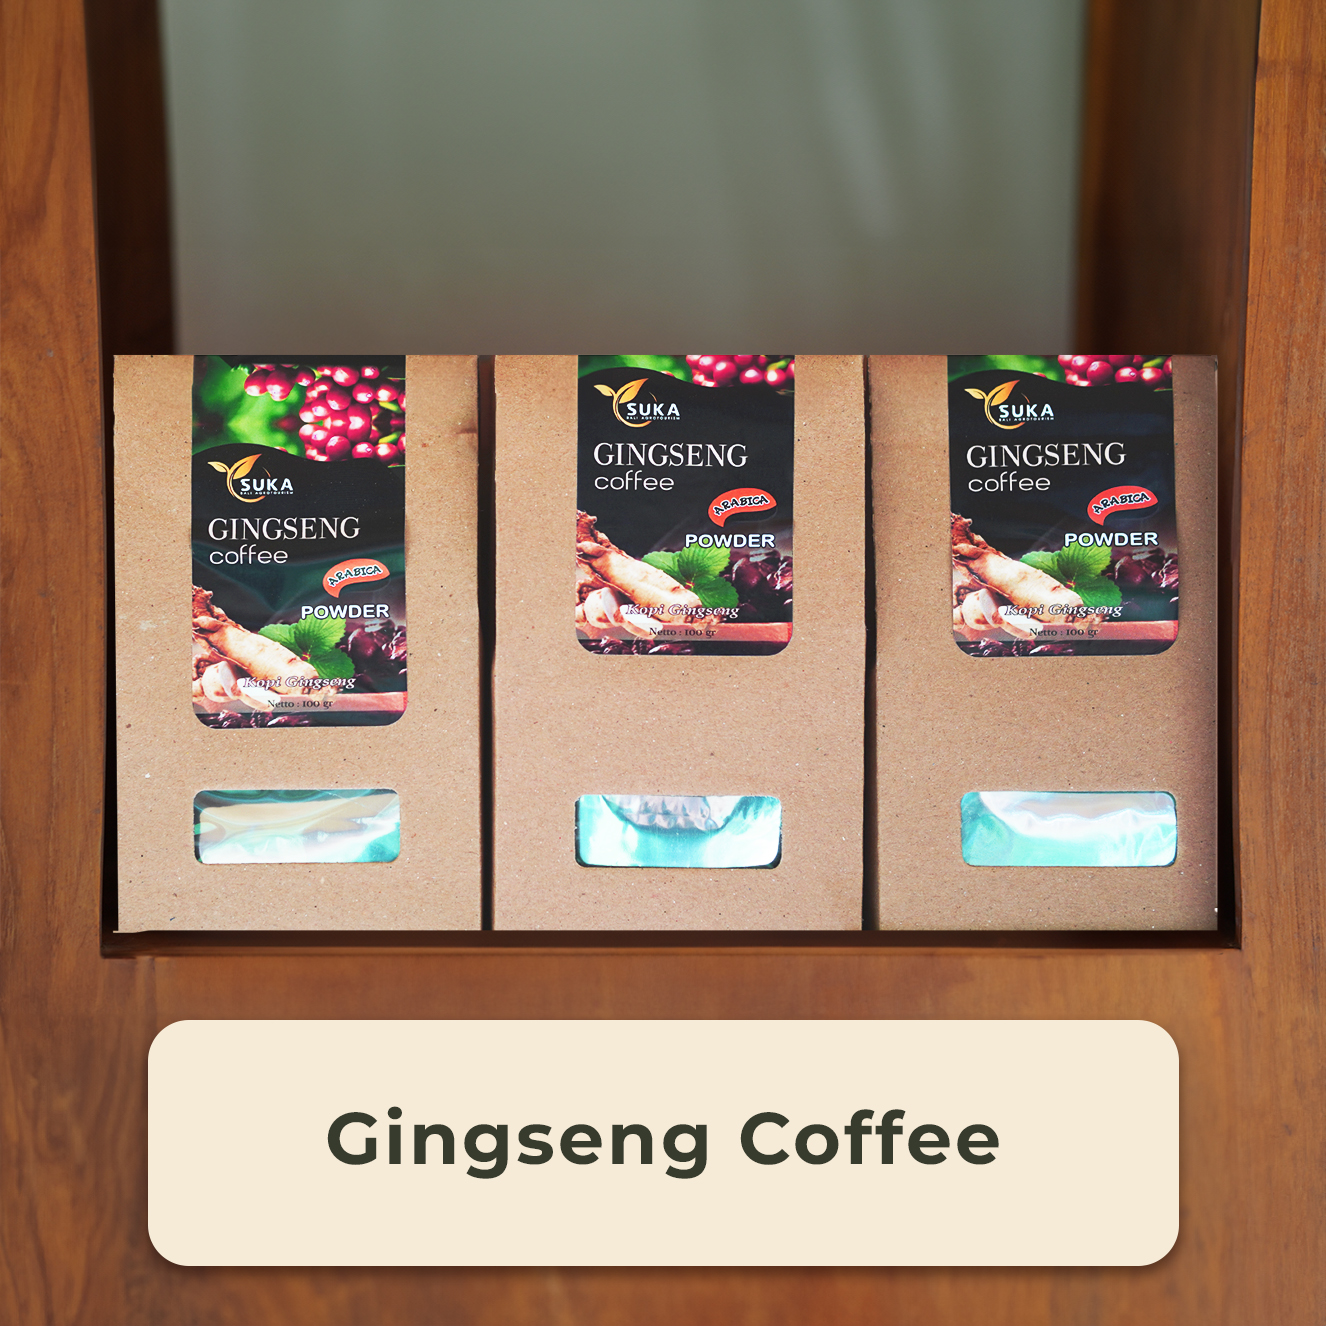 SUKA
BALI AGROTOURISM
GINGSENG
coffee
ARABICA
POWDER
Kopi Gingseng
Netto : 100 gr
SUKA
BALI AGROTOURISM
GINGSENG
coffee
ARABICA
POWDER
Kopi Gingseng
Netto : 100 gr
SUKA
BALI AGROTOURISM
GINGSENG
coffee
ARABICA
POWDER
Kopi Gingseng
Netto : 100 gr
Gingseng Coffee